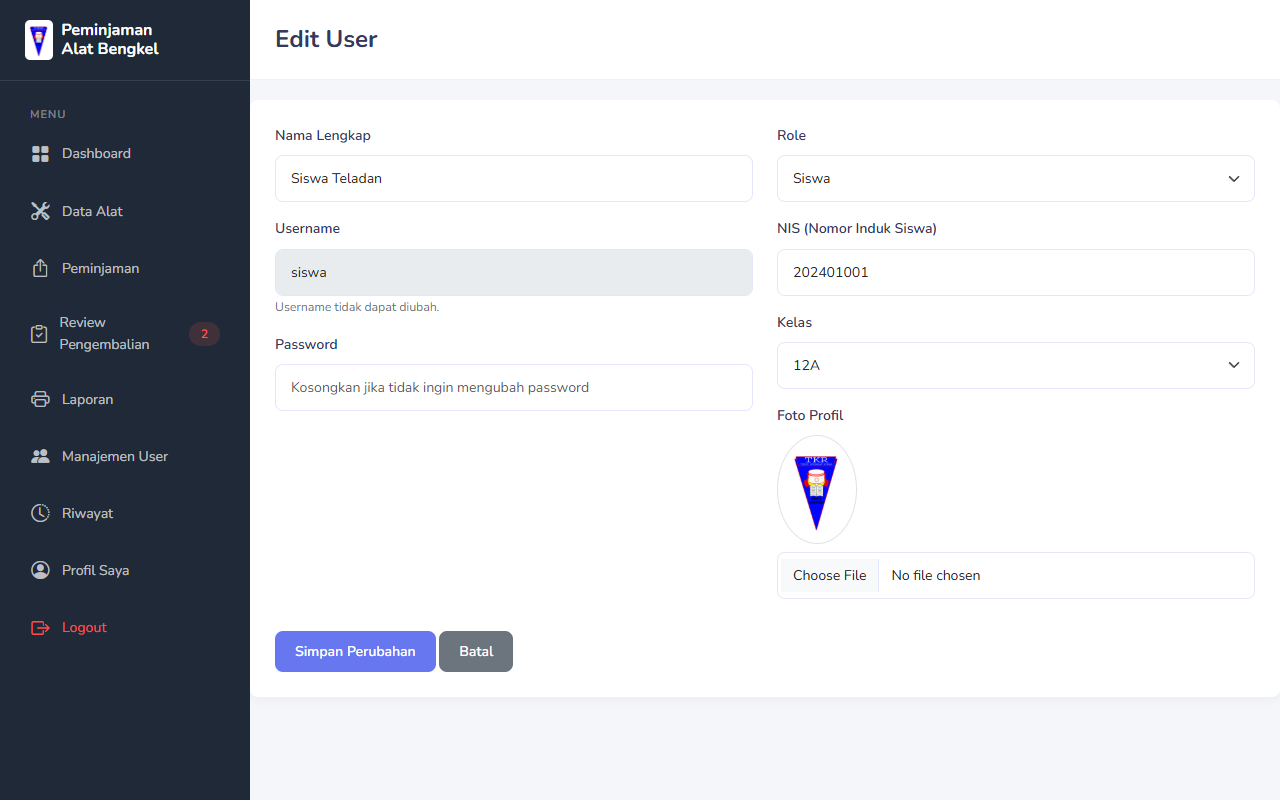 Peminjaman
Alat Bengkel
MENU
Dashboard
Data Alat
Peminjaman
Review
Pengembalian
2
Laporan
Manajemen User
Riwayat
Profil Saya
Logout
Edit User
Nama Lengkap
Siswa Teladan
Username
siswa
Username tidak dapat diubah.
Password
Kosongkan jika tidak ingin mengubah password
Role
Siswa
NIS (Nomor Induk Siswa)
202401001
Kelas
12A
Foto Profil
TKR
Choose File
No file chosen
Simpan Perubahan
Batal